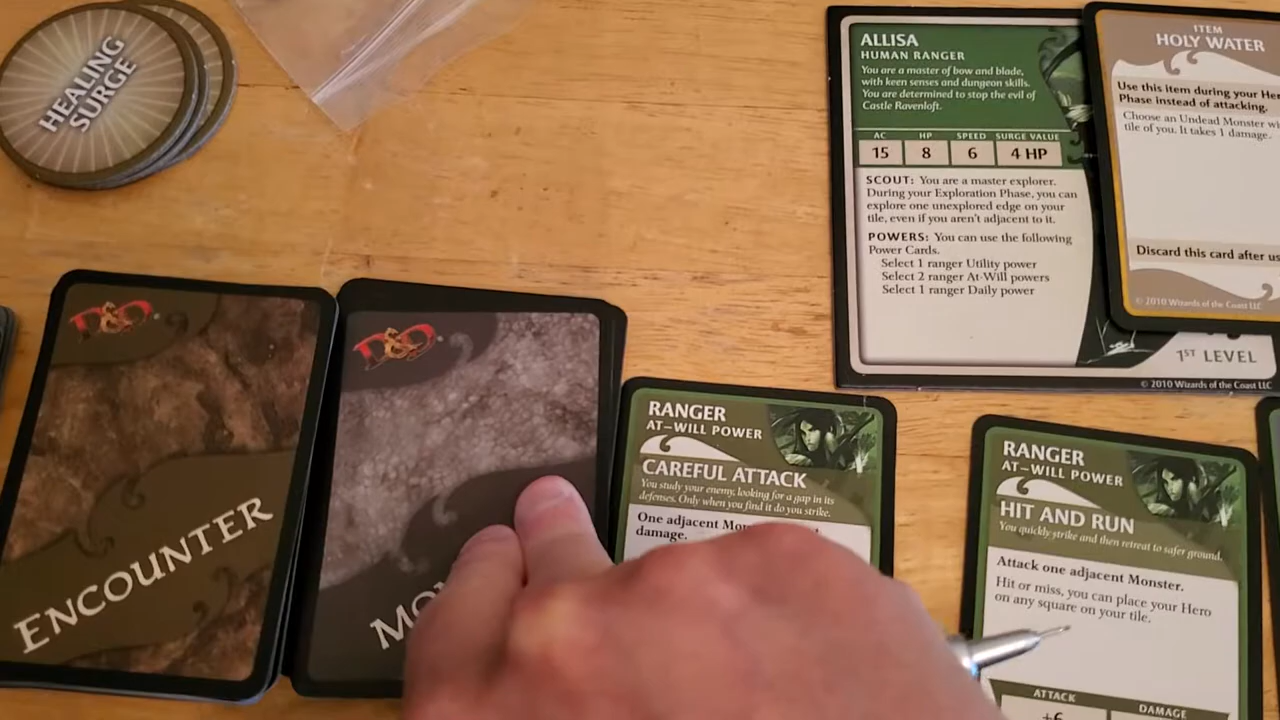 HEALING
SURGE
D&D
ENCOUNTER
D&D
ALLISA
HUMAN RANGER
You are a master of bow and blade,
with keen senses and dungeon skills.
You are determined to stop the evil of
Castle Ravenloft.
AC HP SPEED SURGE VALUE
15 8 6 4 HP
SCOUT: You are a master explorer.
During your Exploration Phase, you can
explore one unexplored edge on your
tile, even if you aren't adjacent to it.
POWERS: You can use the following
Power Cards.
Select 1 ranger Utility power
Select 2 ranger At-Will powers
Select 1 ranger Daily power
1ST LEVEL
© 2010 Wizards of the Coast LLC
ITEM
HOLY WATER
Use this item during your
Phase instead of attacking.
Choose an Undead Monster
tile of you. It takes 1 damage.
Discard this card after
© 2010 Wizards of the Coast LLC
RANGER
AT-WILL POWER
CAREFUL ATTACK
You study your enemy, looking for a gap in its
defenses. Only when you find it do you strike.
One adjacent
damage.
RANGER
AT-WILL POWER
HIT AND RUN
You quickly strike and then retreat to safer ground.
Attack one adjacent Monster.
Hit or miss, you can place your Hero
on any square on your tile.
ATTACK DAMAGE
+6